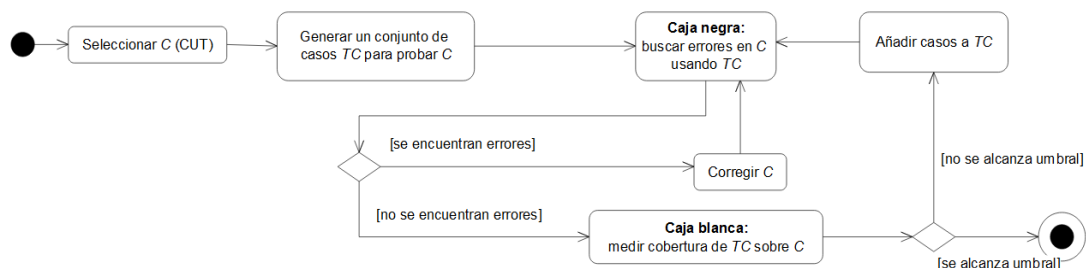 Seleccionar C (CUT)
Generar un conjunto de
casos TC para probar C
Caja negra:
buscar errores en C
usando TC
Añadir casos a TC
[se encuentran errores]
Corregir C
[no se alcanza umbral]
[no se encuentran errores]
Caja blanca:
medir cobertura de TC sobre C
[se alcanza umbral]